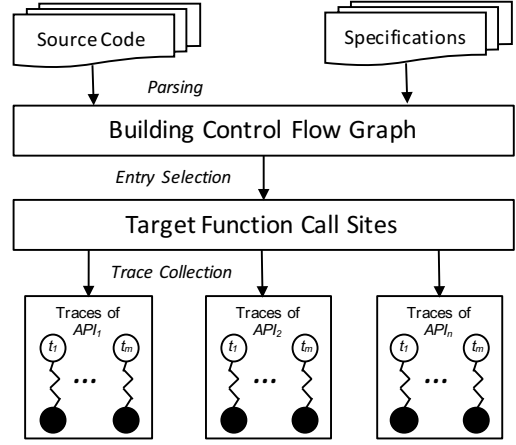 Source Code
Specifications
Parsing
Building Control Flow Graph
Entry Selection
Target Function Call Sites
Trace Collection
Traces of API₁
t₁ ... tₘ
Traces of API₂
t₁ ... tₘ
Traces of APIₙ
t₁ ... tₘ